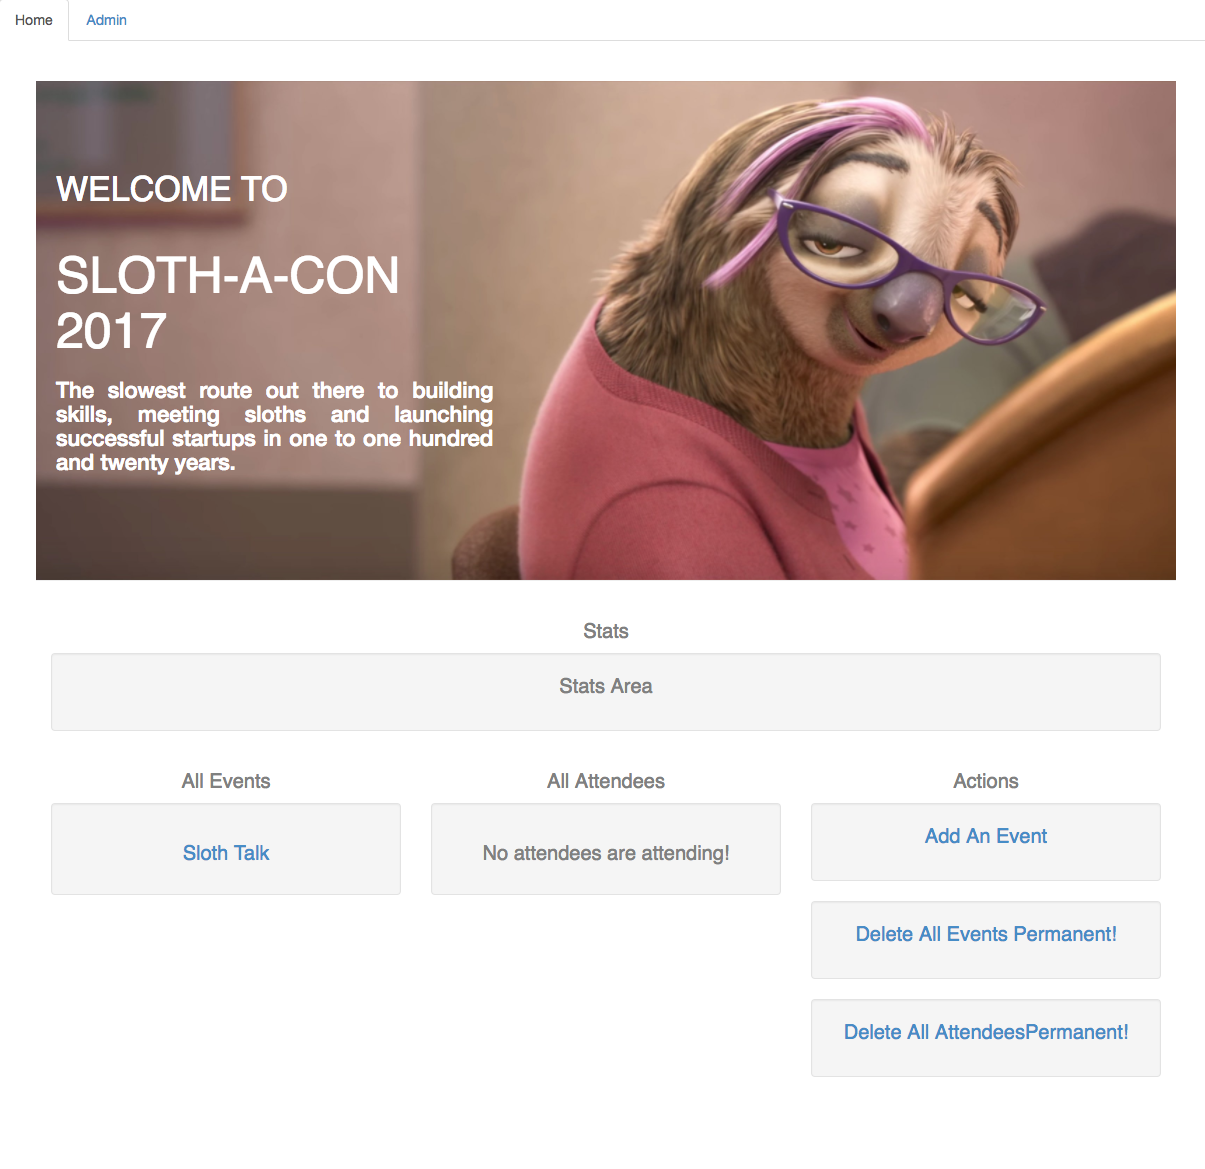 Home
Admin
WELCOME TO
SLOTH-A-CON
2017
The slowest route out there to building
skills, meeting sloths and launching
successful startups in one to one hundred
and twenty years.
Stats
Stats Area
All Events
Sloth Talk
All Attendees
No attendees are attending!
Actions
Add An Event
Delete All Events Permanent!
Delete All AttendeesPermanent!